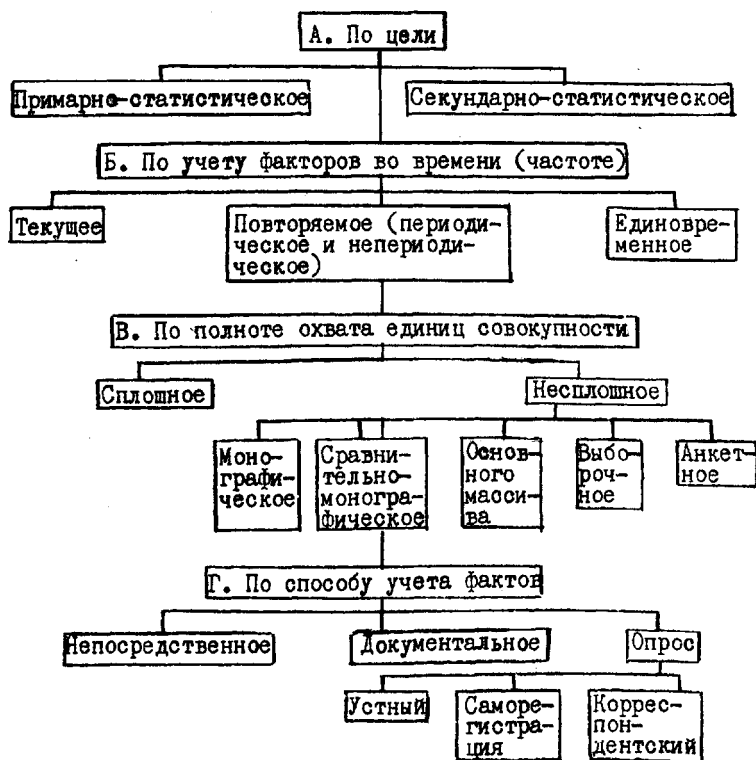 А. По цели
Примарно-статистическое
Секундарно-статистическое
Б. По учету факторов во времени (частоте)
Текущее
Повторяемое (периоди-
ческое и непериоди-
ческое)
Единовре-
менное
В. По полноте охвата единиц совокупности
Сплошное
Несплошное
Моно-
графи-
ческое
Сравни-
тельно-
моногра-
фическое
Основ-
ного
масси-
ва
Выбо-
роч-
ное
Анкет-
ное
Г. По способу учета фактов
Непосредственное
Документальное
Опрос
Устный
Саморе-
гистра-
ция
Коррес-
пон-
дентский